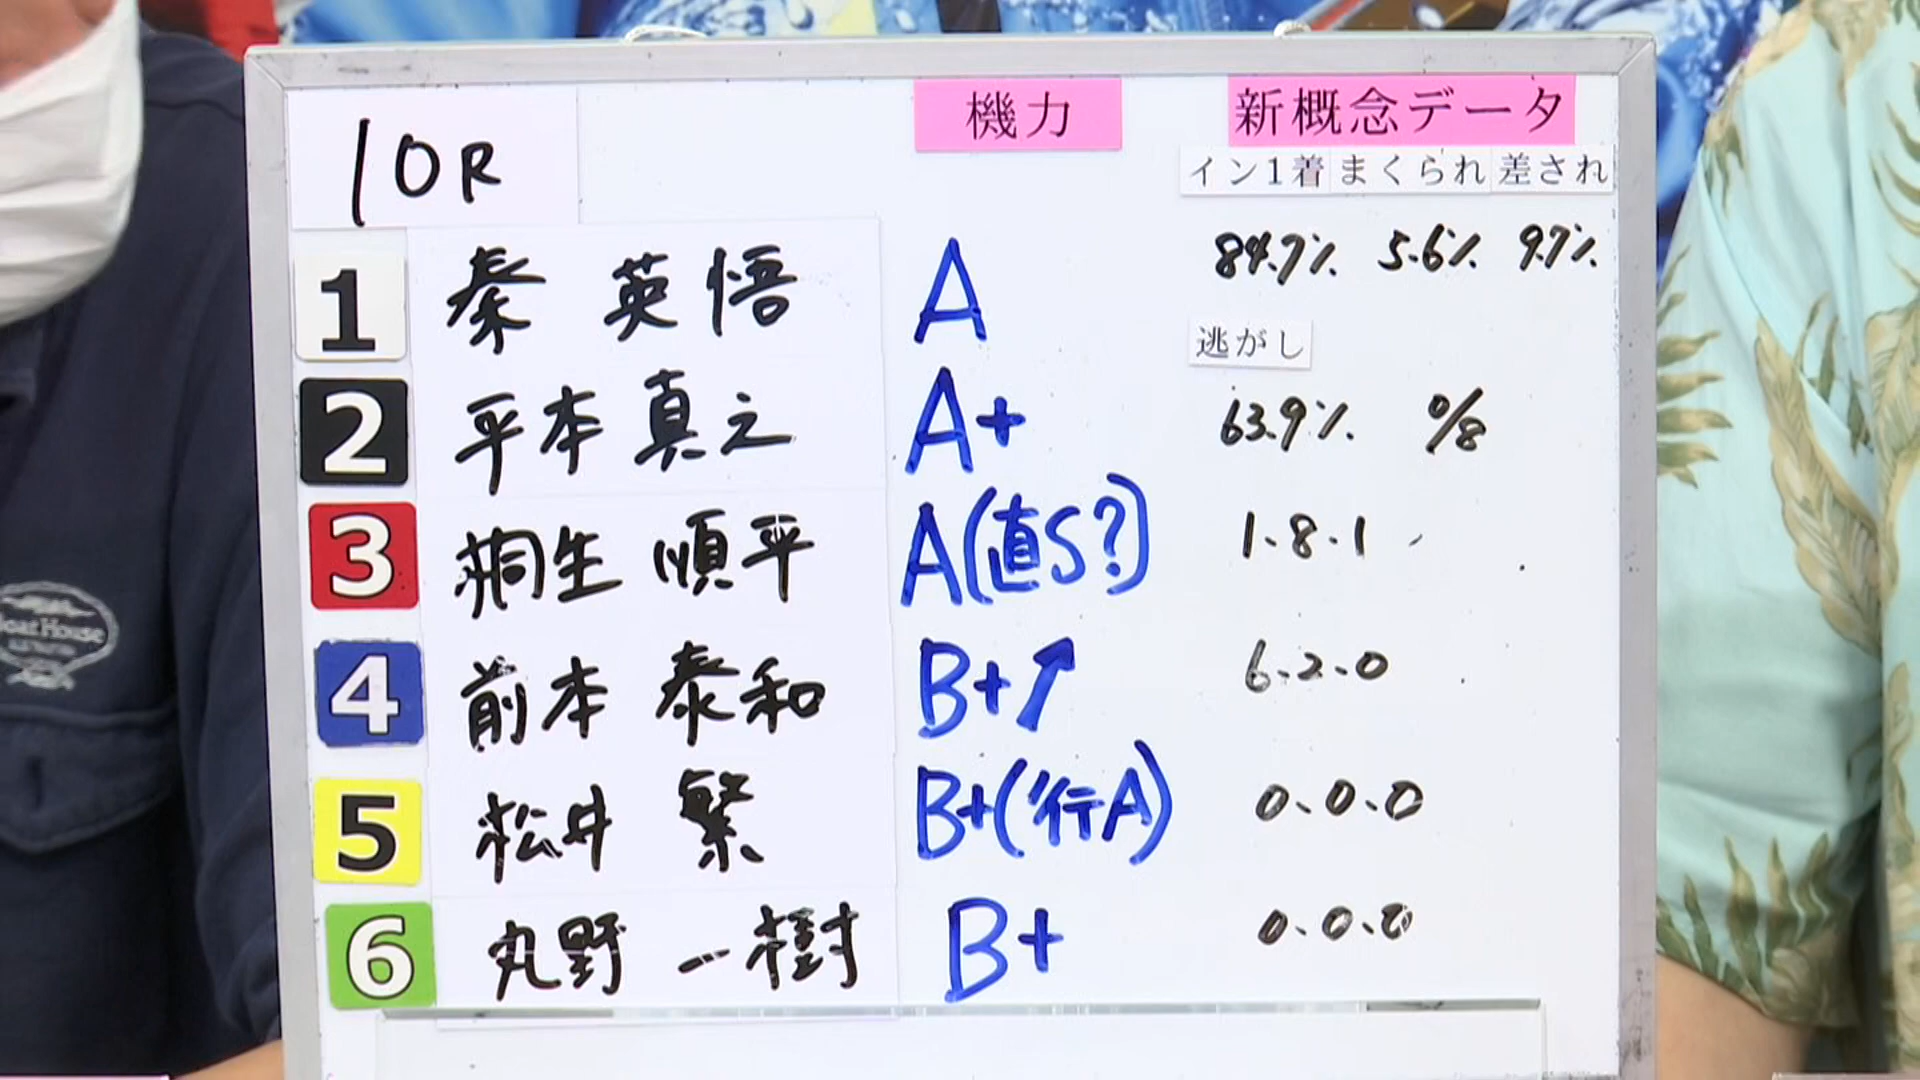 機力 新概念データ
10R
イン1着 まくられ 差され
1 秦 英悟 A 84.7% 5.6% 9.7%
逃がし
2 平本 真之 A+ 63.9% 0/8
3 桐生 順平 A(直S?) 1.8.1
4 前本 泰和 B+↗ 6.2.0
5 松井 繁 B+(行A) 0.0.0
6 丸野 一樹 B+ 0.0.0
Boat House